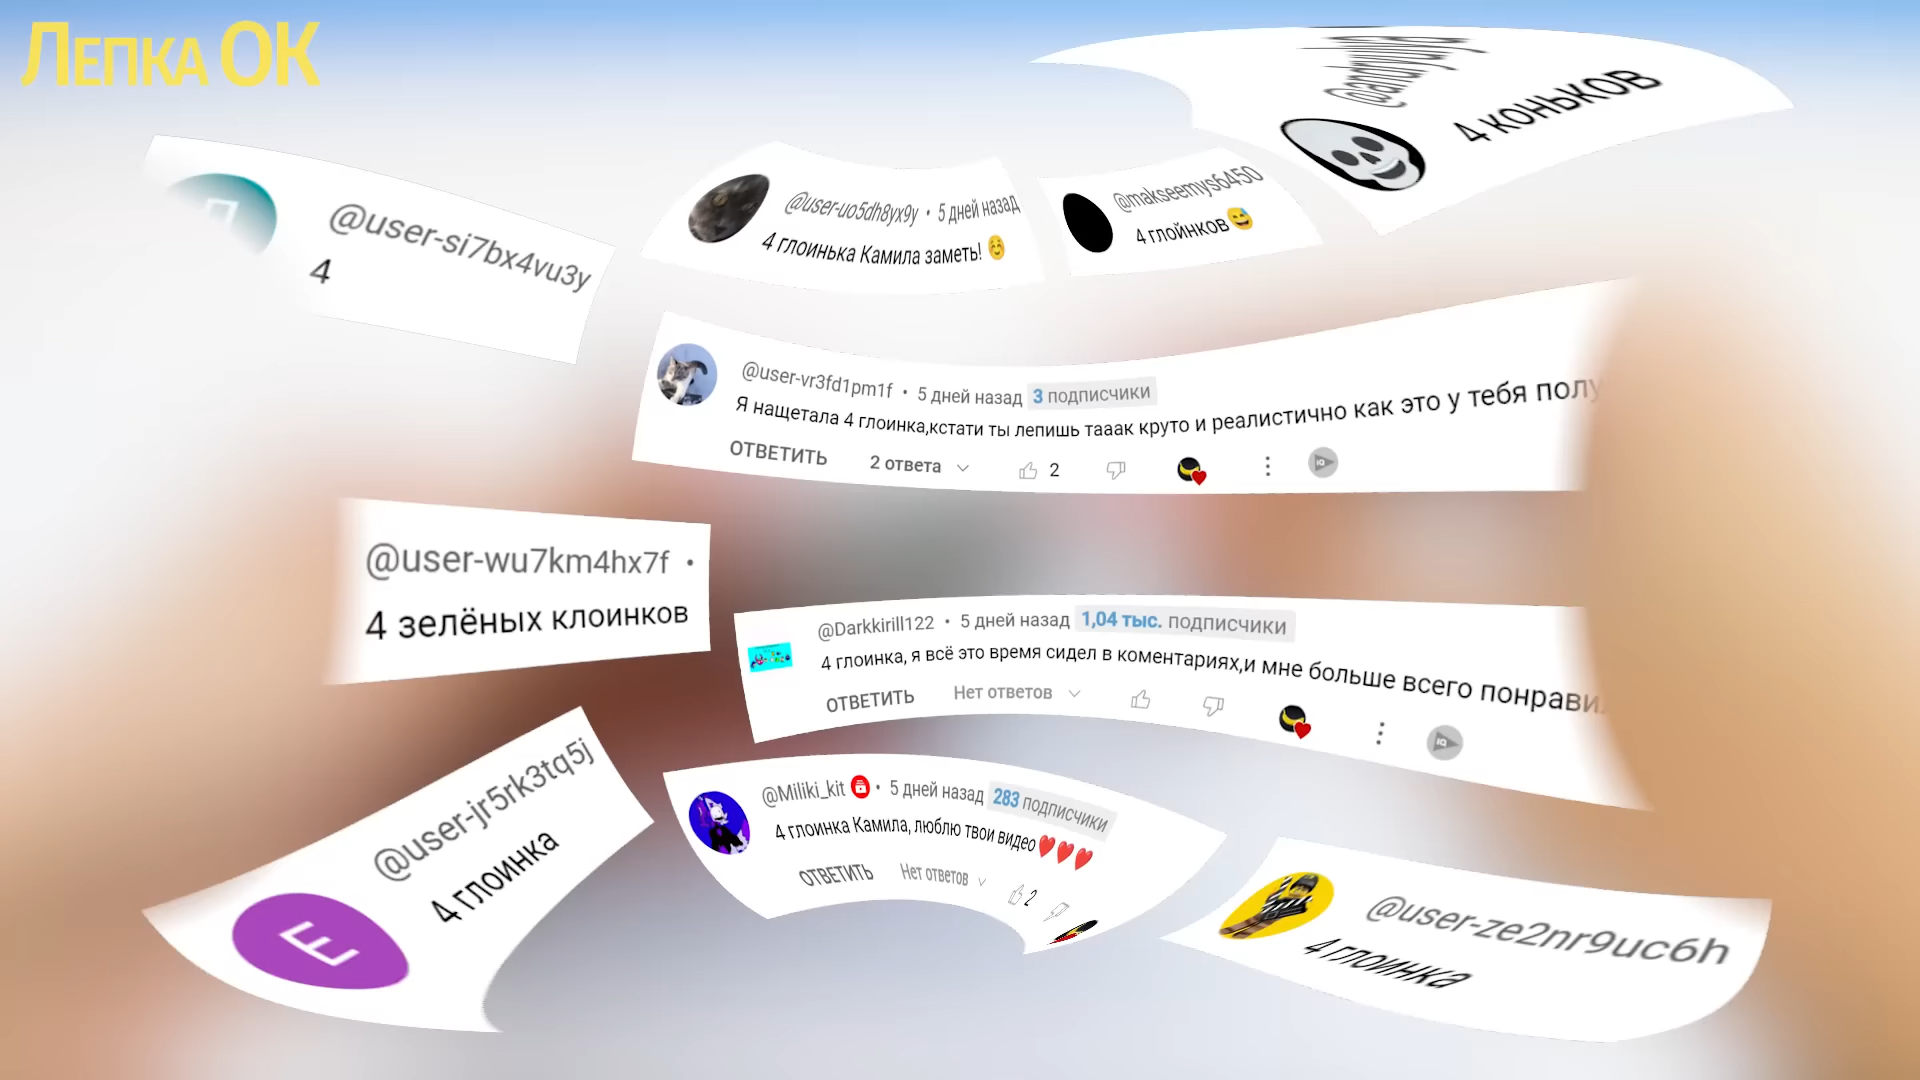 ЛЕПКА ОК
4 коньков
@user-si7bx4vu3y
4
@user-uo5dh8yx9y • 5 дней назад
4 глоинька Камила заметь! ☺️
@makseemys6450
4 глойнков😅
@user-vr3fd1pm1f • 5 дней назад 3 подписчики
Я нащетала 4 глоинка,кстати ты лепишь тааак круто и реалистично как это у тебя
ОТВЕТИТЬ 2 ответа 2
@user-wu7km4hx7f •
4 зелёных клоинков
@Darkkirill122 • 5 дней назад 1,04 тыс. подписчики
4 глоинка, я всё это время сидел в коментариях,и мне больше всего
ОТВЕТИТЬ Нет ответов
@user-jr5rk3tq5j
Е
4 глоинка
@Miliki_kit • 5 дней назад 283 подписчики
4 глоинка Камила, люблю твои видео❤️❤️❤️
ОТВЕТИТЬ Нет ответов 2
@user-ze2nr9uc6h
4 глоинка